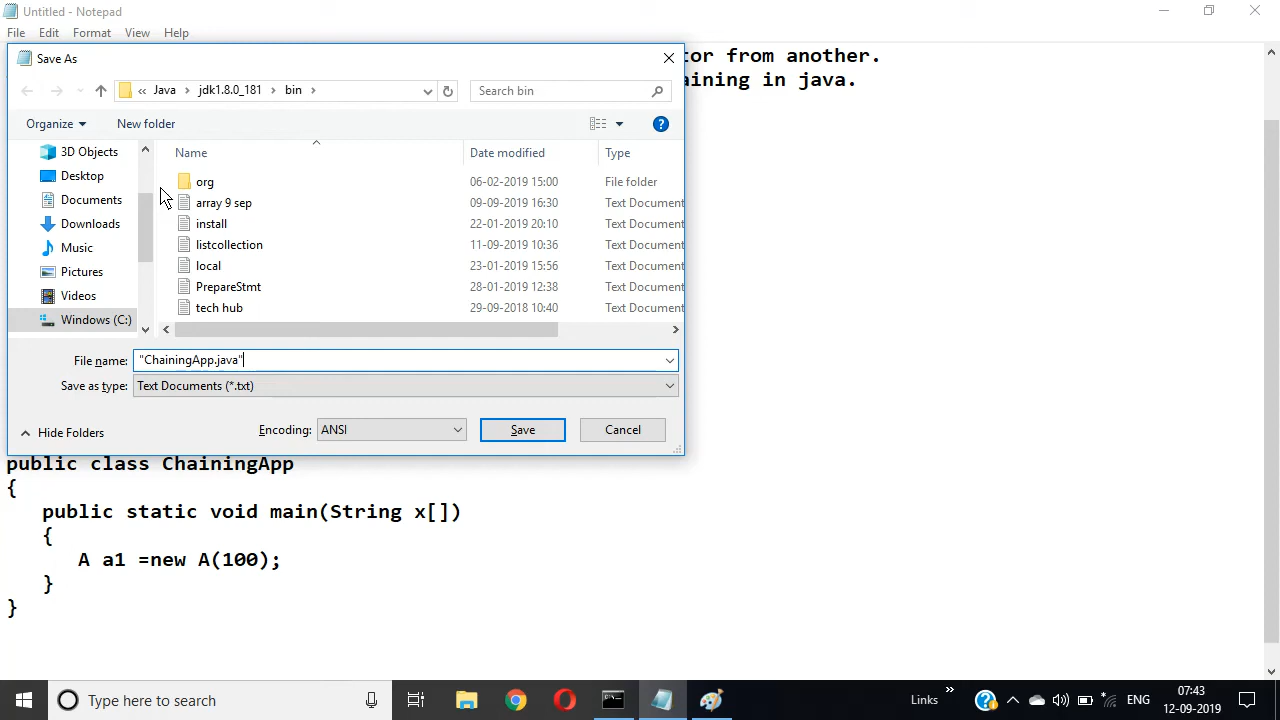 Untitled - Notepad
File Edit Format View Help
tor from another.
aining in java.
Save As
« Java › jdk1.8.0_181 › bin ›
Search bin
Organize
New folder
Name Date modified Type
3D Objects
Desktop
Documents
Downloads
Music
Pictures
Videos
Windows (C:)
org 06-02-2019 15:00 File folder
array 9 sep 09-09-2019 16:30 Text Document
install 22-01-2019 20:10 Text Document
listcollection 11-09-2019 10:36 Text Document
local 23-01-2019 15:56 Text Document
PrepareStmt 28-01-2019 12:38 Text Document
tech hub 29-09-2018 10:40 Text Document
File name: "ChainingApp.java"
Save as type: Text Documents (*.txt)
Hide Folders
Encoding: ANSI
Save
Cancel
public class ChainingApp
{
public static void main(String x[])
{
A a1 =new A(100);
}
}
Type here to search
Links »
ENG
07:43
12-09-2019